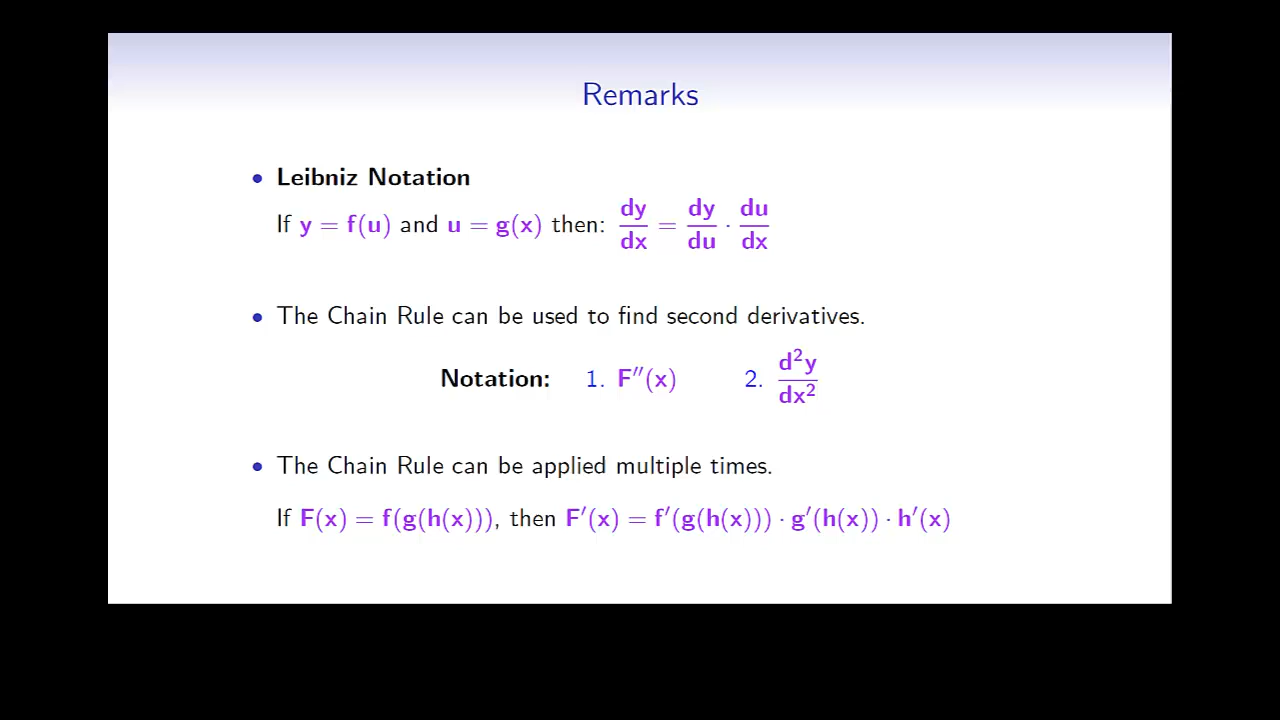 Remarks
• Leibniz Notation
If y = f(u) and u = g(x) then: dy/dx = dy/du · du/dx
• The Chain Rule can be used to find second derivatives.
Notation: 1. F″(x) 2. d²y/dx²
• The Chain Rule can be applied multiple times.
If F(x) = f(g(h(x))), then F′(x) = f′(g(h(x))) · g′(h(x)) · h′(x)